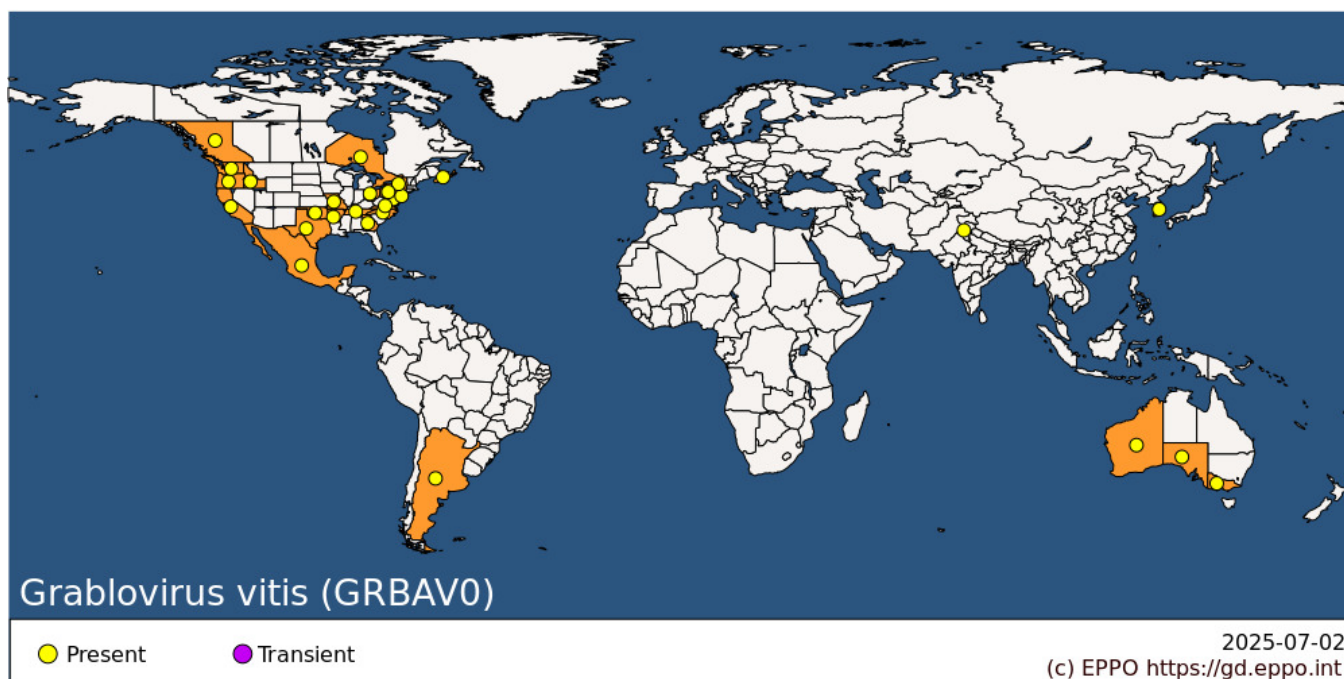 Grablovirus vitis (GRBAV0)
Present
Transient
2025-07-02
(c) EPPO https://gd.eppo.int